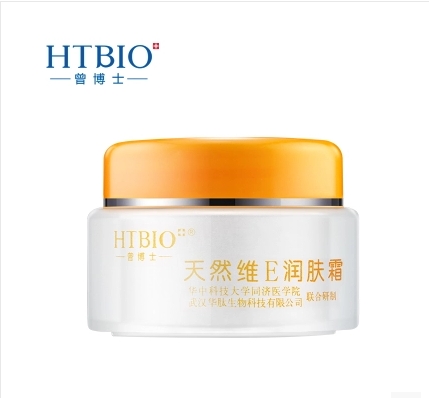 HTBIO
曾博士
HTBIO®
曾博士
天然维E润肤霜
华中科技大学同济医学院
武汉华肽生物科技有限公司
联合研制